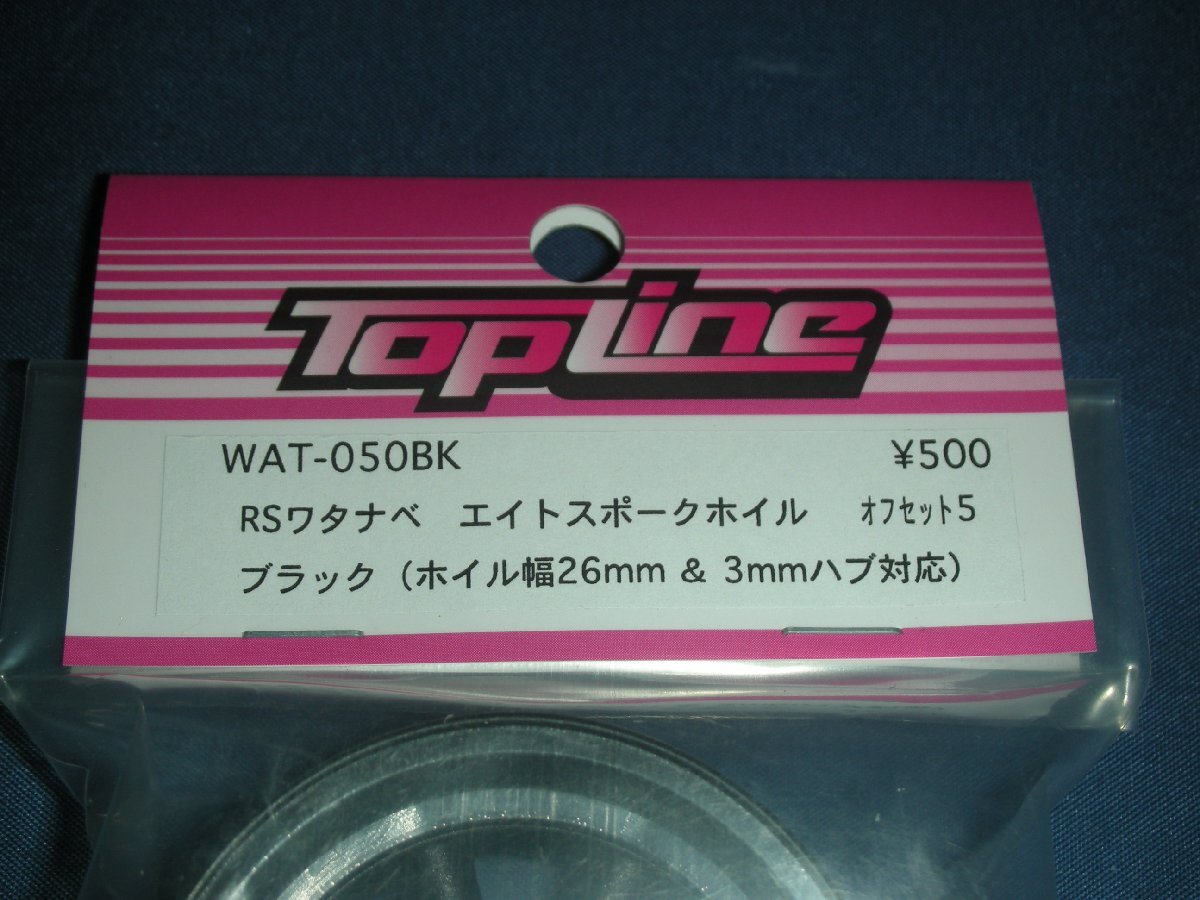 TopLine
WAT-050BK ¥500
RSワタナベ エイトスポークホイル オフセット5
ブラック（ホイル幅26mm & 3mmハブ対応）